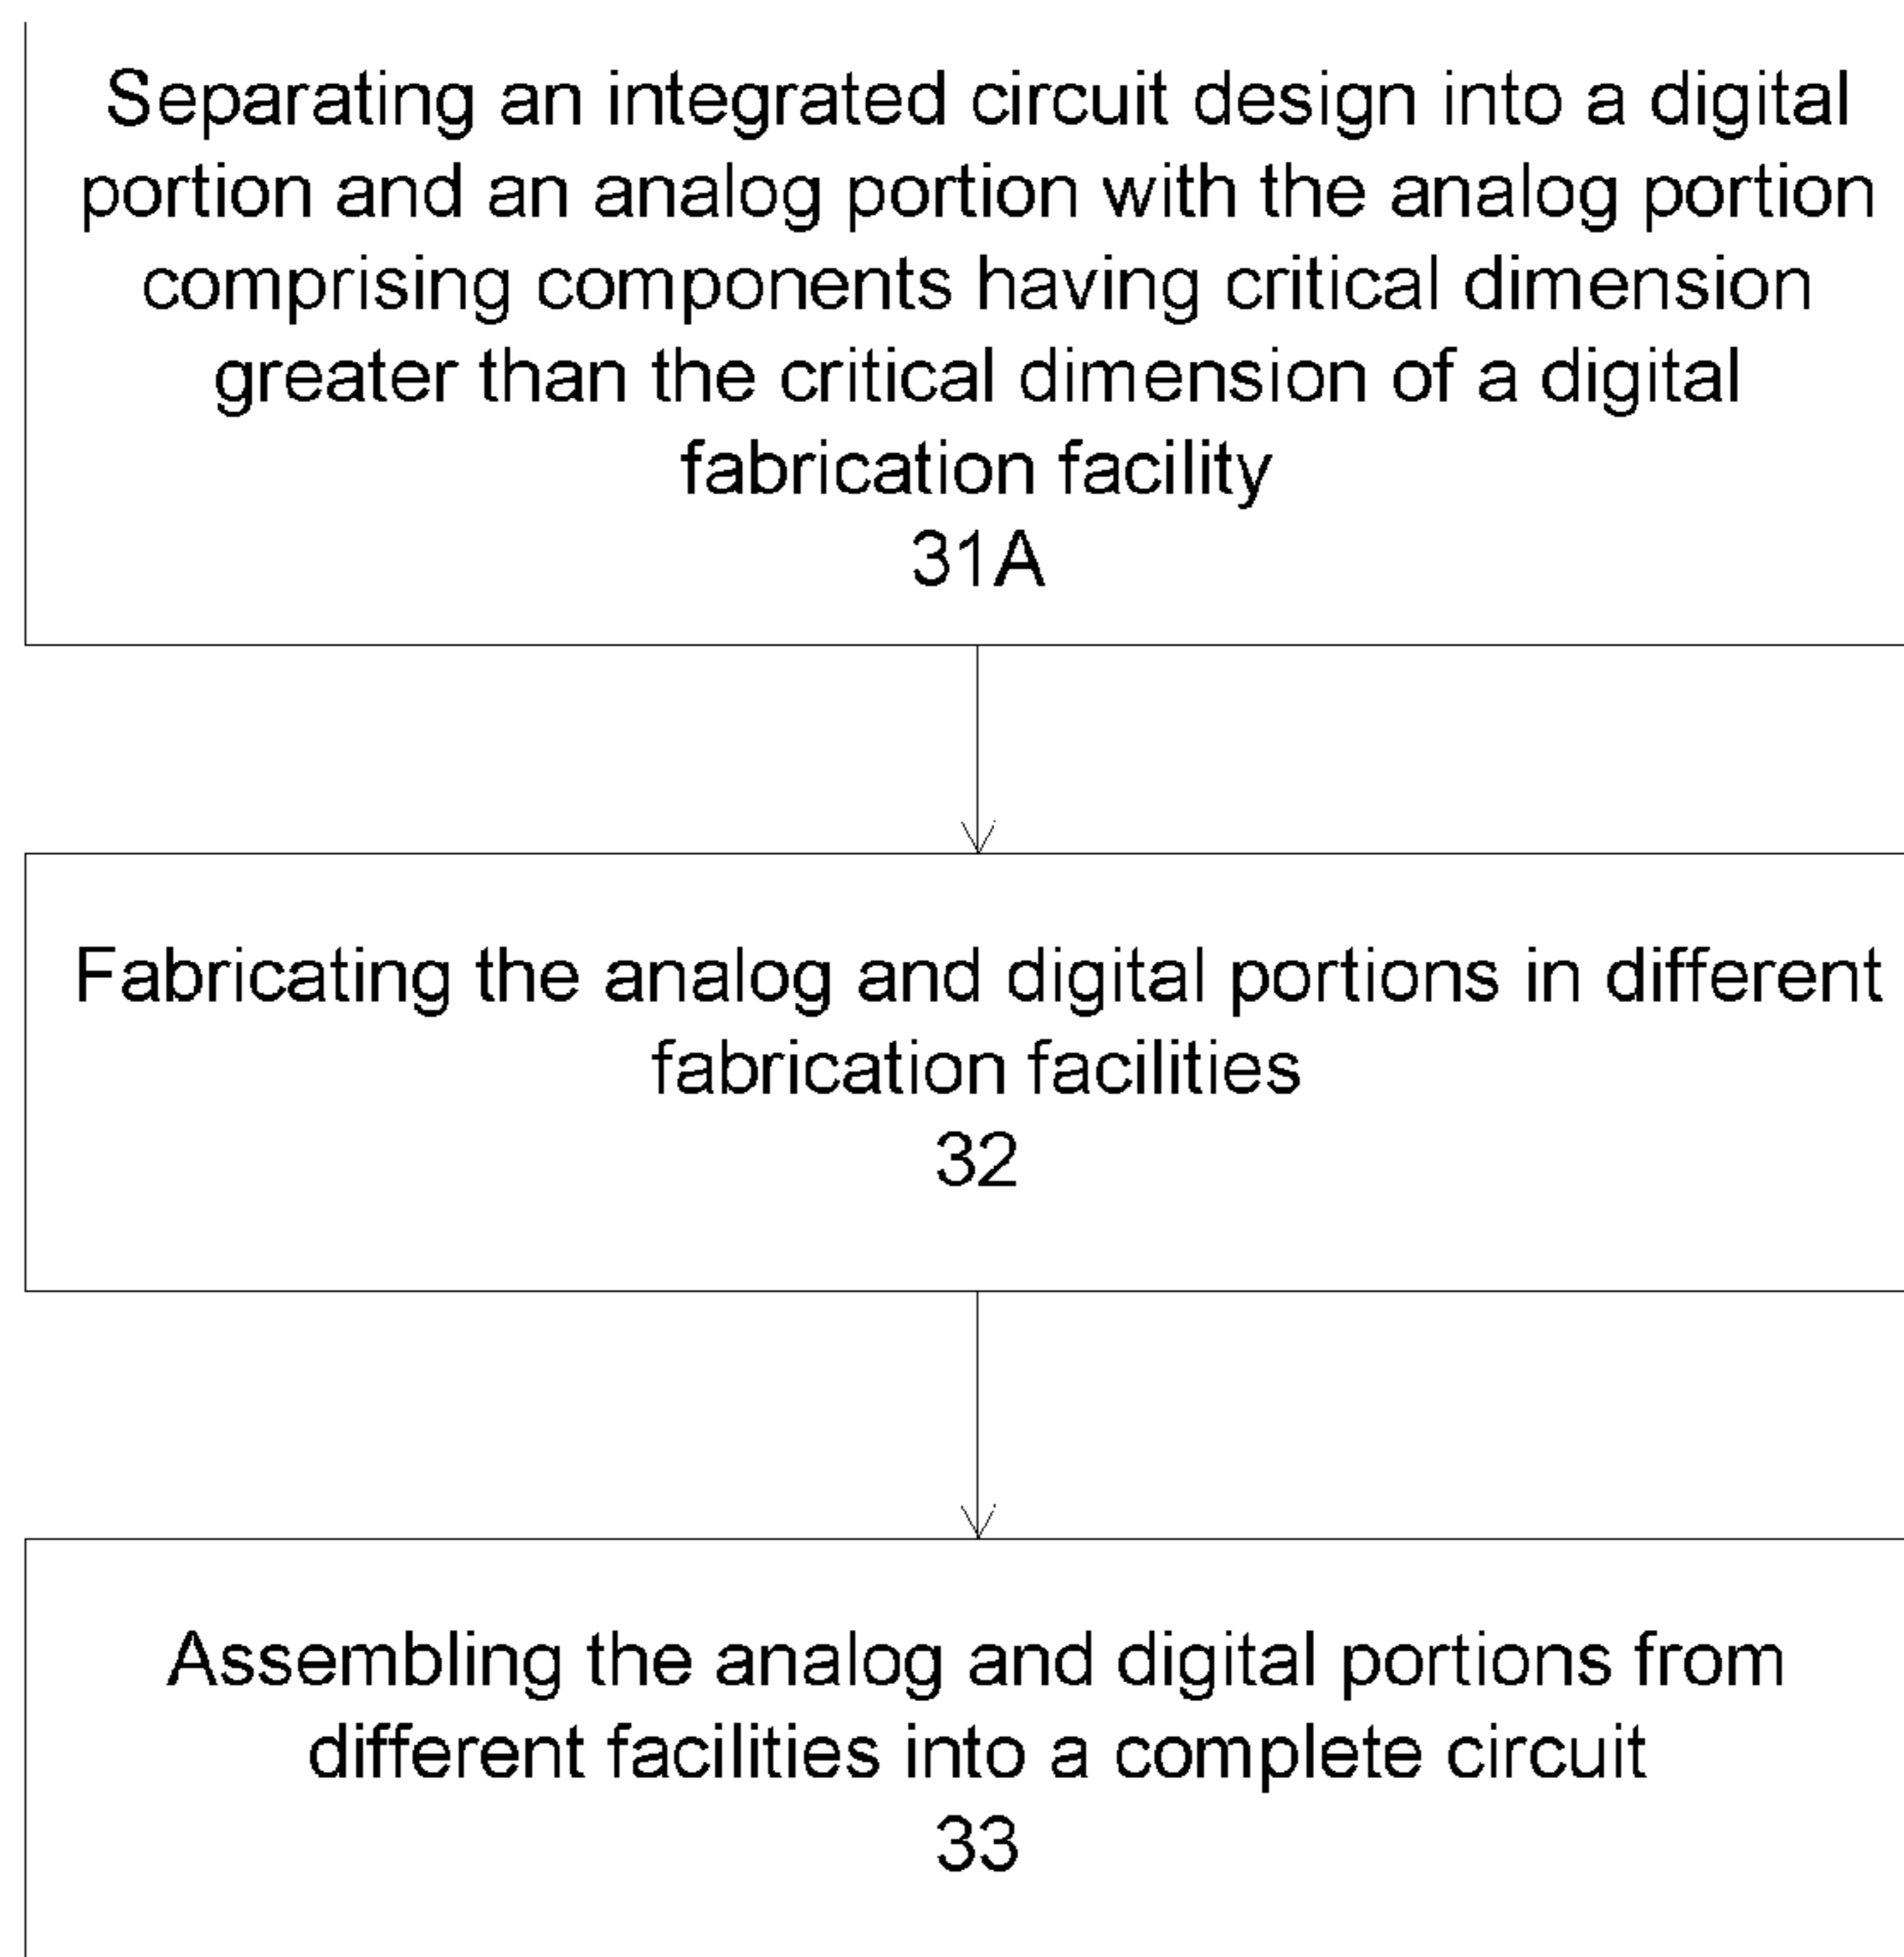 Separating an integrated circuit design into a digital
portion and an analog portion with the analog portion
comprising components having critical dimension
greater than the critical dimension of a digital
fabrication facility
31A
Fabricating the analog and digital portions in different
fabrication facilities
32
Assembling the analog and digital portions from
different facilities into a complete circuit
33